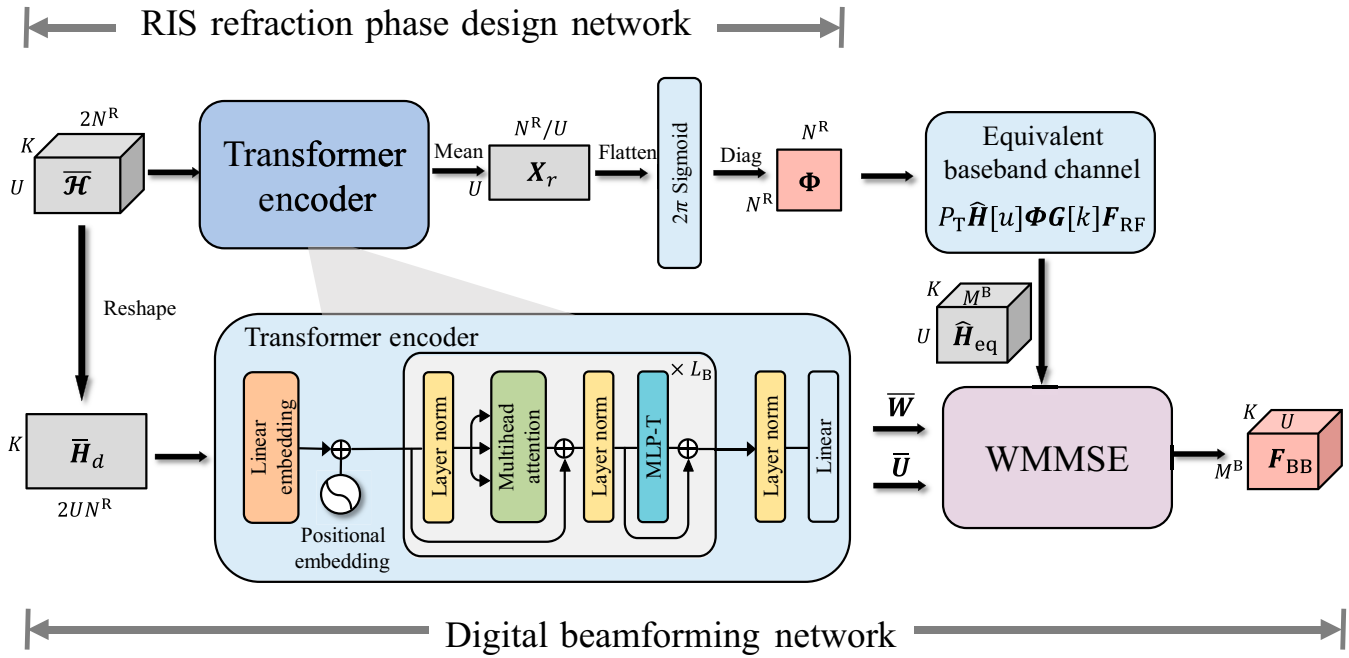 RIS refraction phase design network
2N^R
K
U
𝓗̅
Transformer
encoder
Mean
N^R/U
U
X_r
Flatten
2π Sigmoid
Diag
N^R
N^R
Φ
Equivalent
baseband channel
P_T Ĥ[u]ΦG[k]F_RF
Reshape
K
M^B
U
Ĥ_eq
Transformer encoder
Linear
embedding
Positional
embedding
Layer norm
Multihead
attention
Layer norm
MLP-T
× L_B
Layer norm
Linear
K
H̅_d
2UN^R
W̅
U̅
WMMSE
K
U
M^B
F_BB
Digital beamforming network